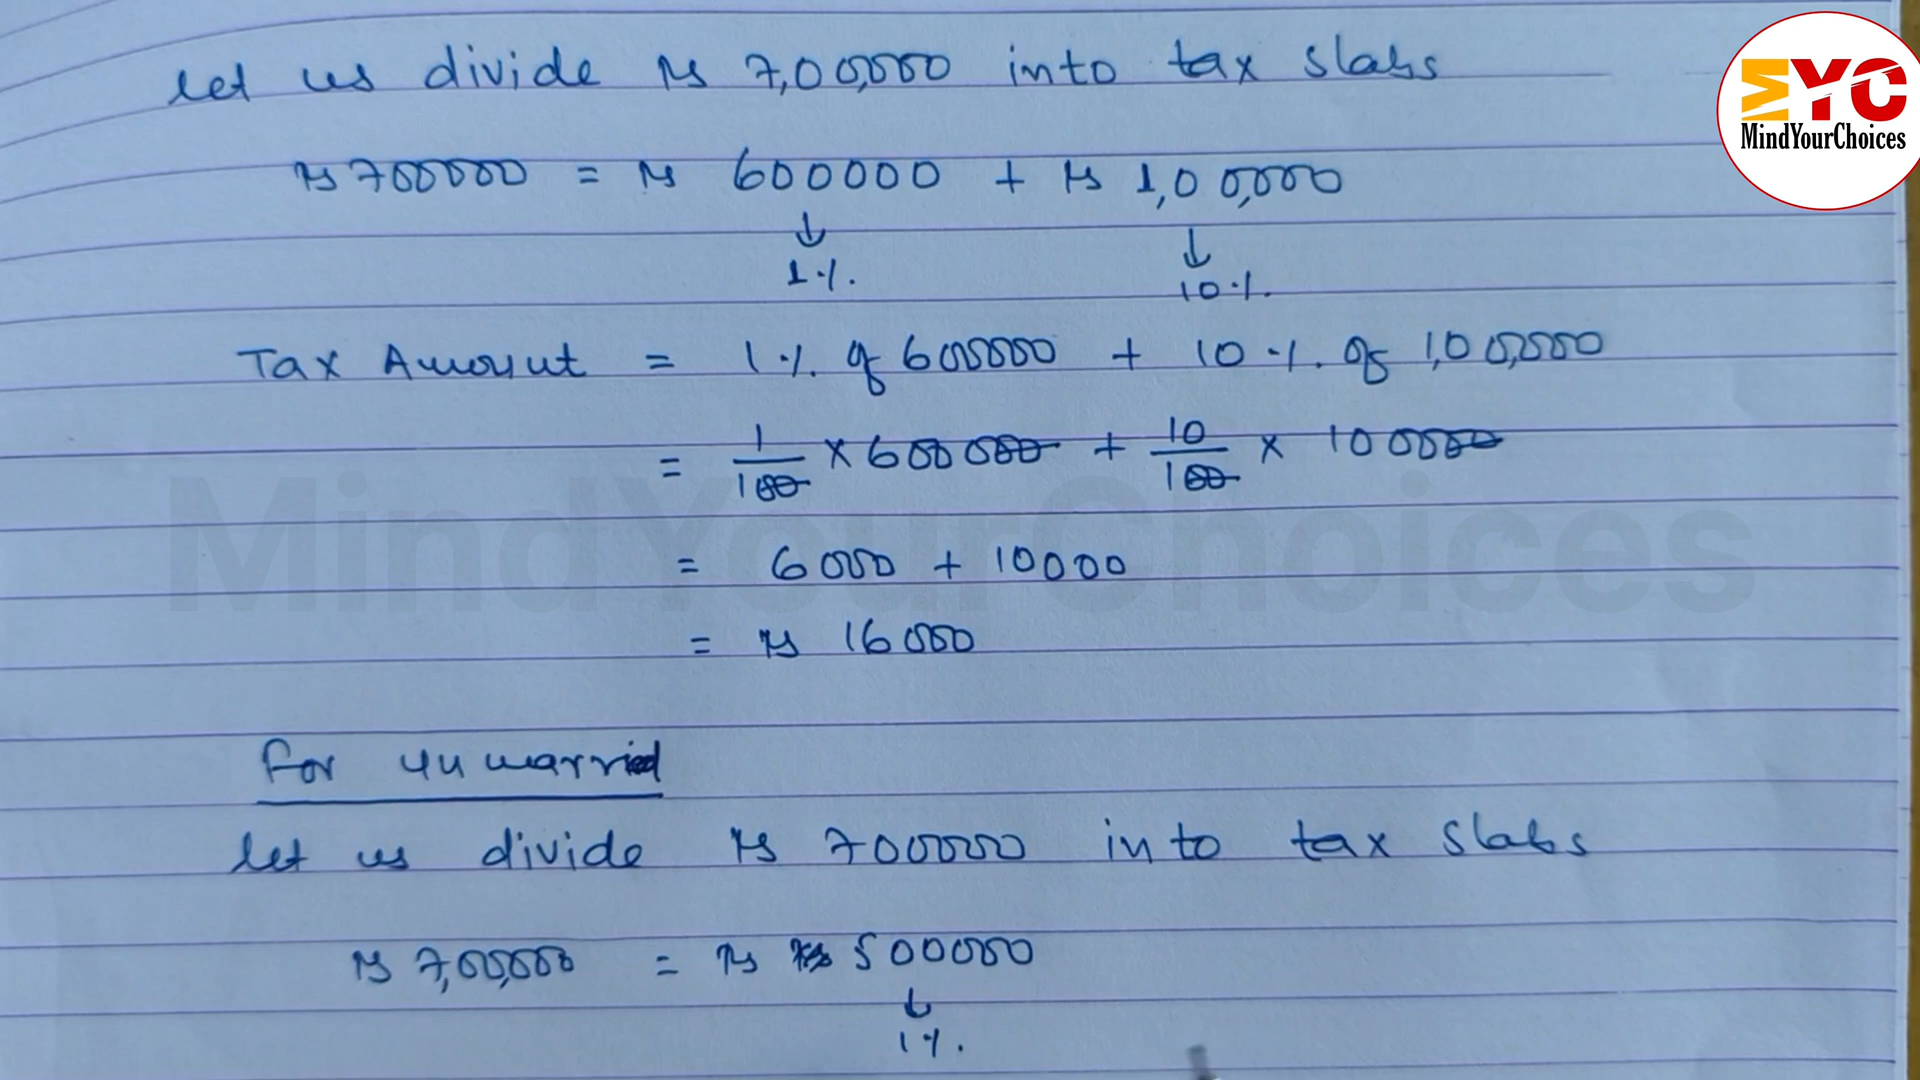 let us divide Rs 7,00,000 into tax slabs
MYC
MindYourChoices
Rs 700000 = Rs 600000 + Rs 1,00,000
↓ ↓
1% 10%
Tax Amount = 1% of 600000 + 10% of 1,00,000
= 1/100 × 600000 + 10/100 × 100000
= 6000 + 10000
= Rs 16000
MindYourChoices
For unmarried
let us divide Rs 700000 into tax slabs
Rs 7,00,000 = Rs 500000
↓
1%.